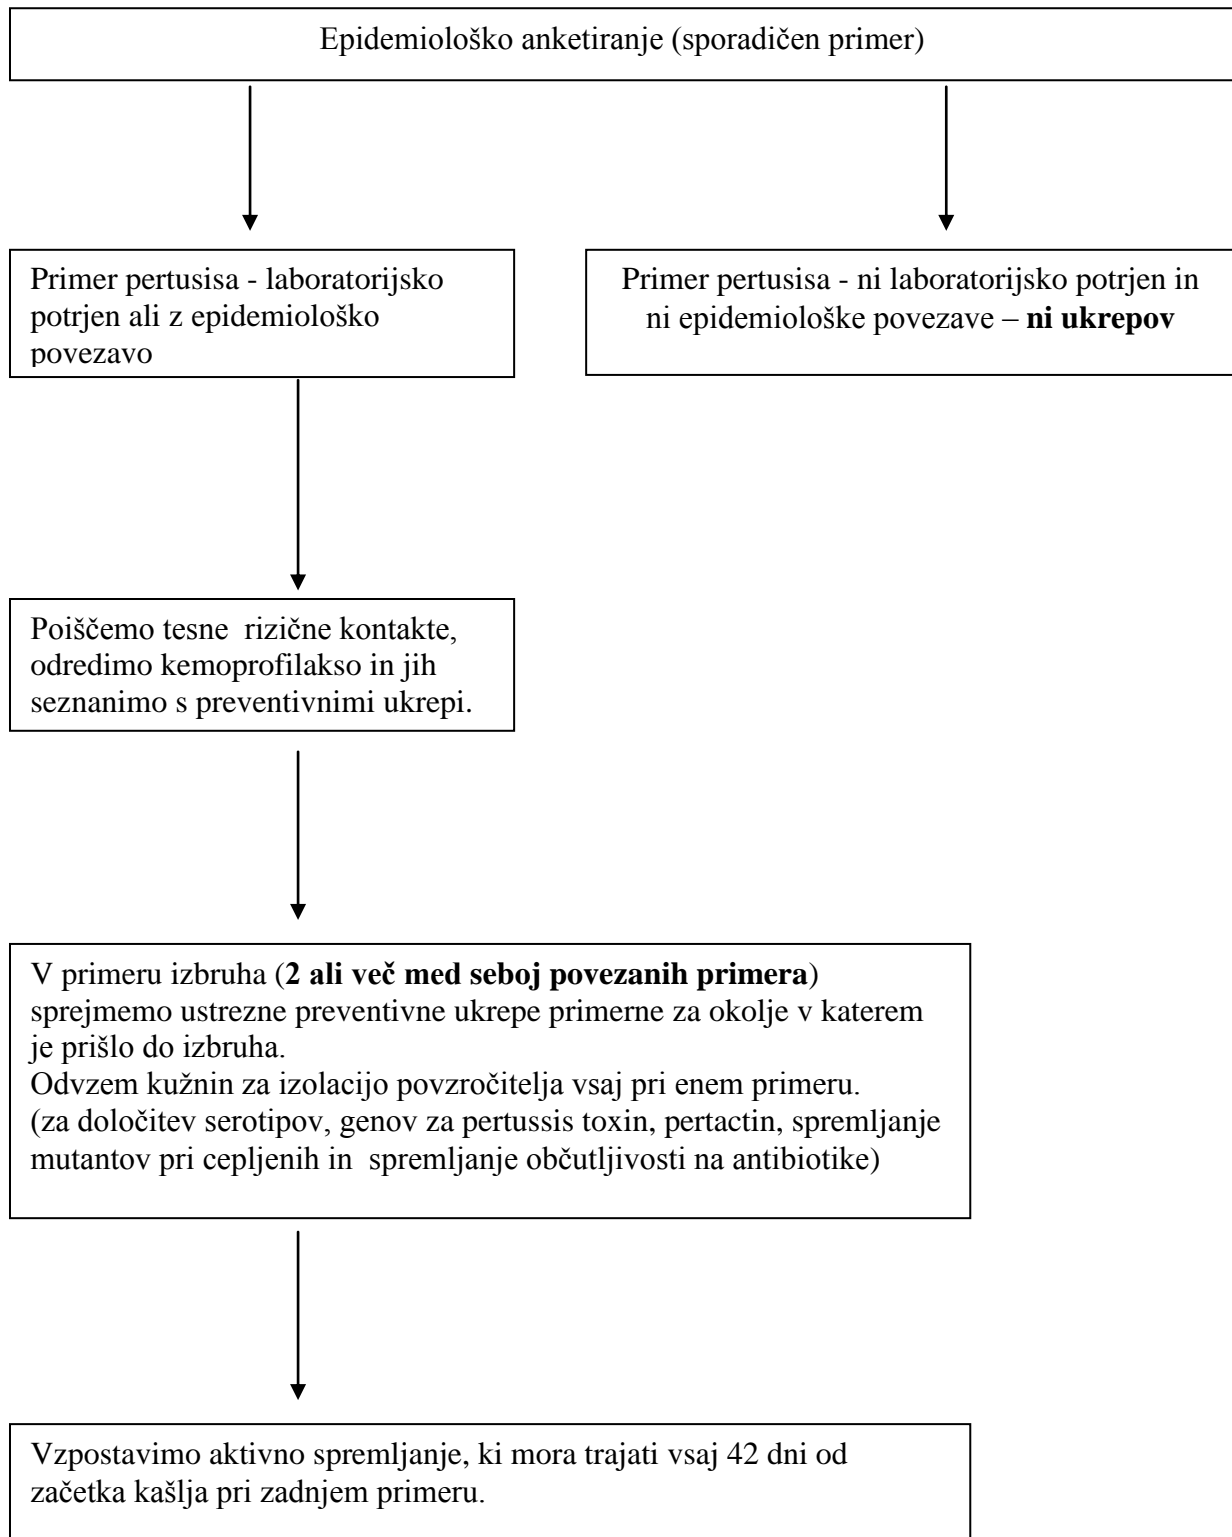 Epidemiološko anketiranje (sporadičen primer)
Primer pertusisa - laboratorijsko
potrjen ali z epidemiološko
povezavo
Primer pertusisa - ni laboratorijsko potrjen in
ni epidemiološke povezave – ni ukrepov
Poiščemo tesne  rizične kontakte,
odredimo kemoprofilakso in jih
seznanimo s preventivnimi ukrepi.
V primeru izbruha (2 ali več med seboj povezanih primera)
sprejmemo ustrezne preventivne ukrepe primerne za okolje v katerem
je prišlo do izbruha.
Odvzem kužnin za izolacijo povzročitelja vsaj pri enem primeru.
(za določitev serotipov, genov za pertussis toxin, pertactin, spremljanje
mutantov pri cepljenih in  spremljanje občutljivosti na antibiotike)
Vzpostavimo aktivno spremljanje, ki mora trajati vsaj 42 dni od
začetka kašlja pri zadnjem primeru.